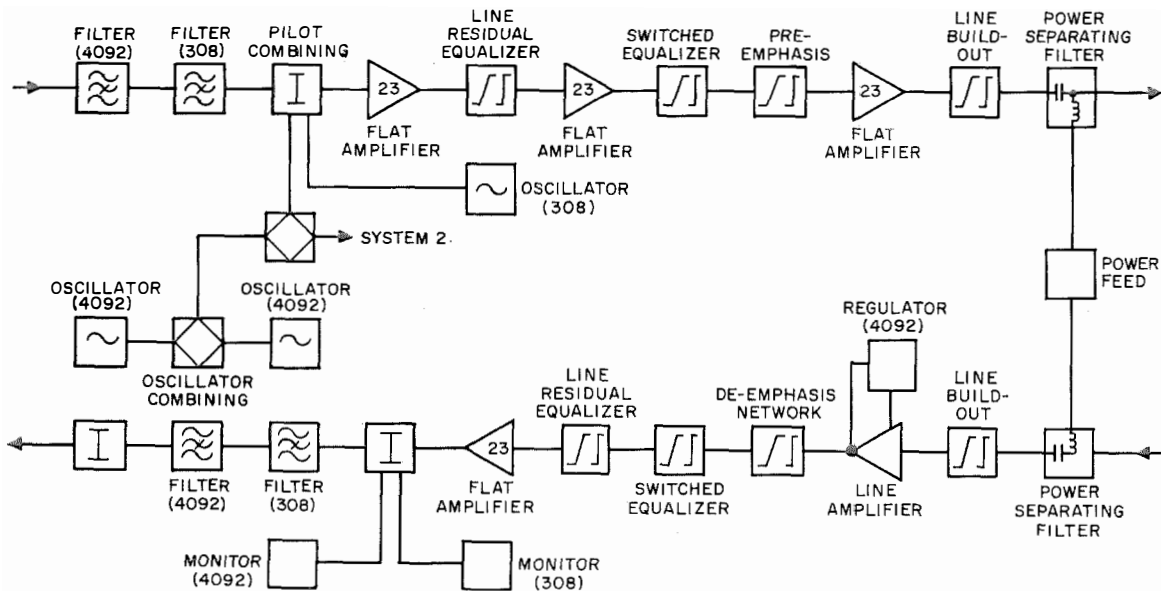 FILTER
(4092)
FILTER
(308)
PILOT
COMBINING
23
FLAT
AMPLIFIER
LINE
RESIDUAL
EQUALIZER
23
FLAT
AMPLIFIER
SWITCHED
EQUALIZER
PRE-
EMPHASIS
23
FLAT
AMPLIFIER
LINE
BUILD-
OUT
POWER
SEPARATING
FILTER
OSCILLATOR
(308)
SYSTEM 2.
OSCILLATOR
(4092)
OSCILLATOR
(4092)
OSCILLATOR
COMBINING
POWER
FEED
REGULATOR
(4092)
FILTER
(4092)
FILTER
(308)
MONITOR
(4092)
MONITOR
(308)
23
FLAT
AMPLIFIER
LINE
RESIDUAL
EQUALIZER
SWITCHED
EQUALIZER
DE-EMPHASIS
NETWORK
LINE
AMPLIFIER
LINE
BUILD-
OUT
POWER
SEPARATING
FILTER